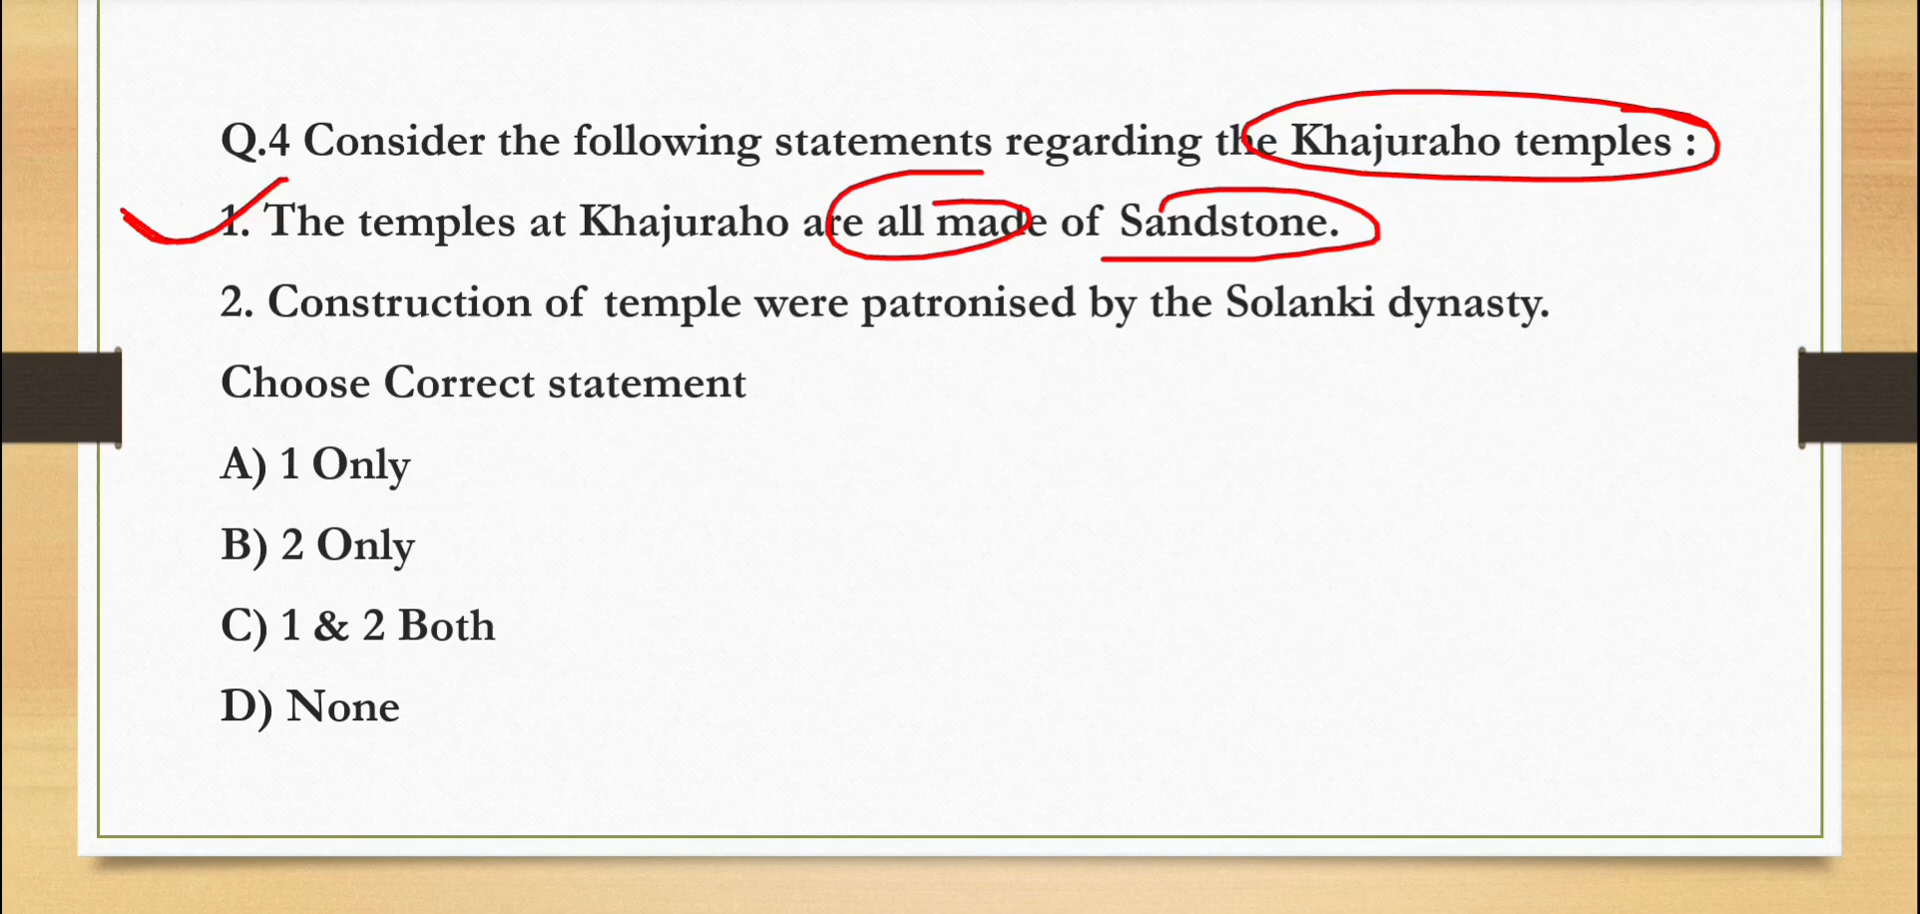 Q.4 Consider the following statements regarding the Khajuraho temples :
1. The temples at Khajuraho are all made of Sandstone.
2. Construction of temple were patronised by the Solanki dynasty.
Choose Correct statement
A) 1 Only
B) 2 Only
C) 1 & 2 Both
D) None